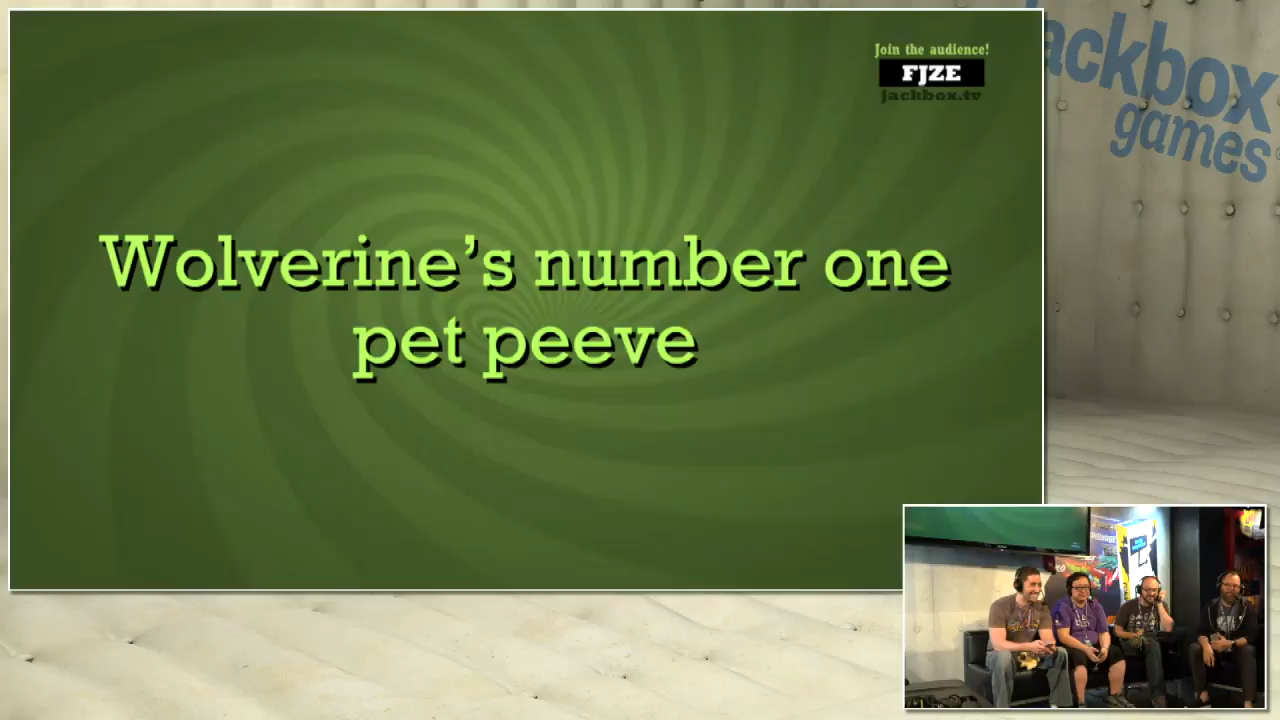 Join the audience!
FJZE
jackbox.tv
jackbox
games
Wolverine's number one
pet peeve